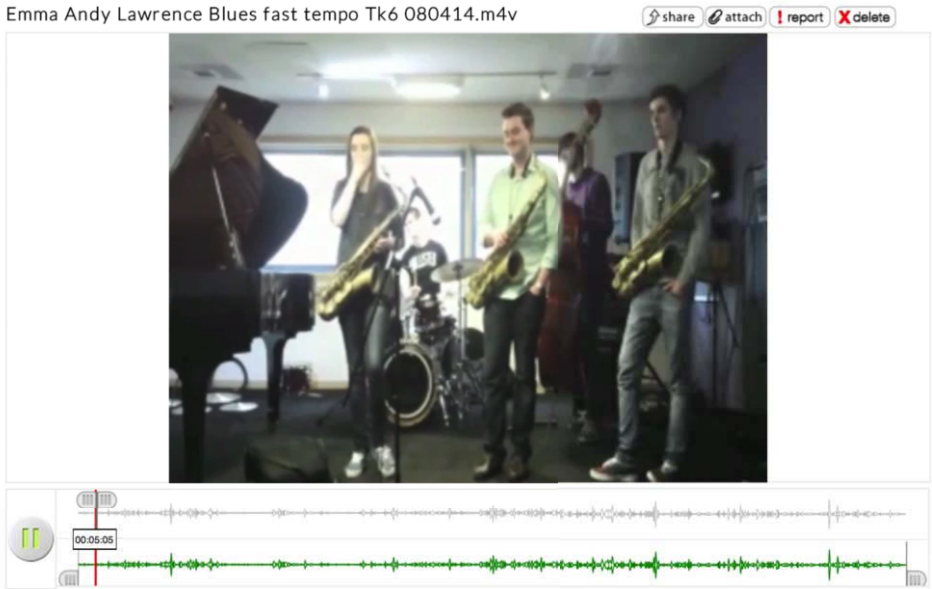 Emma Andy Lawrence Blues fast tempo Tk6 080414.m4v
share attach ! report X delete
00:05:05